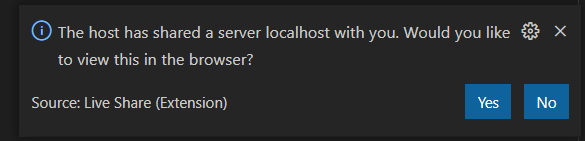 The host has shared a server localhost with you. Would you like
to view this in the browser?
Source: Live Share (Extension)
Yes
No